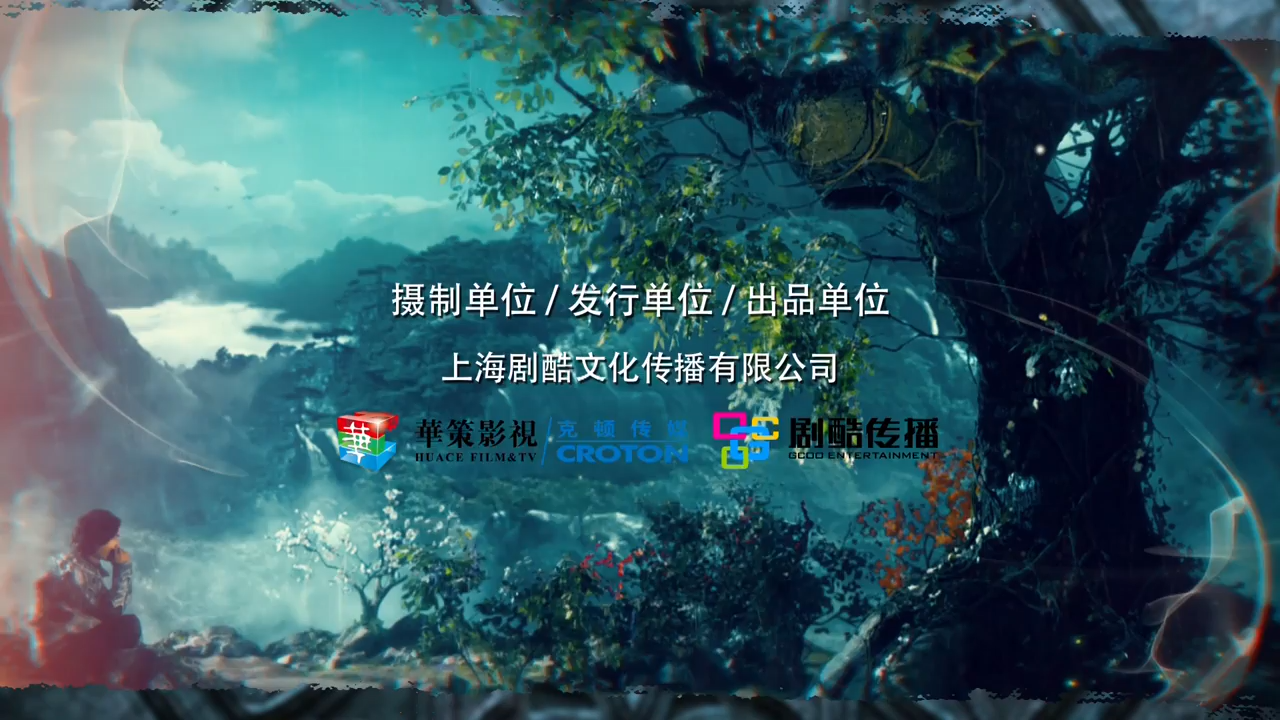 摄制单位 / 发行单位 / 出品单位
上海剧酷文化传播有限公司
華 華策影視 克顿传媒 剧酷传播
HUACE FILM&TV CROTON GCOO ENTERTAINMENT